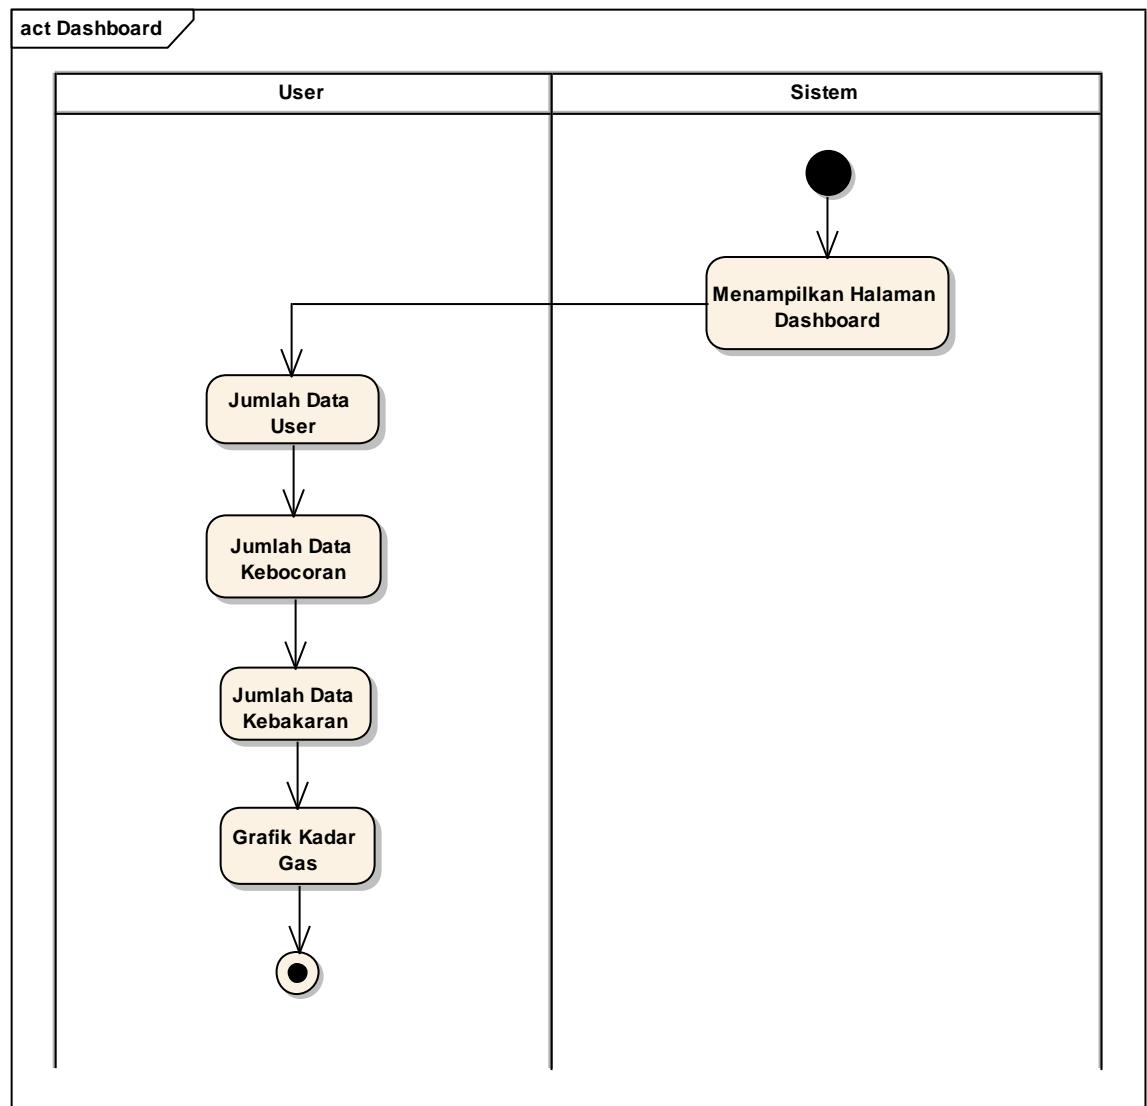 act Dashboard
User
Sistem
Menampilkan Halaman
Dashboard
Jumlah Data
User
Jumlah Data
Kebocoran
Jumlah Data
Kebakaran
Grafik Kadar
Gas